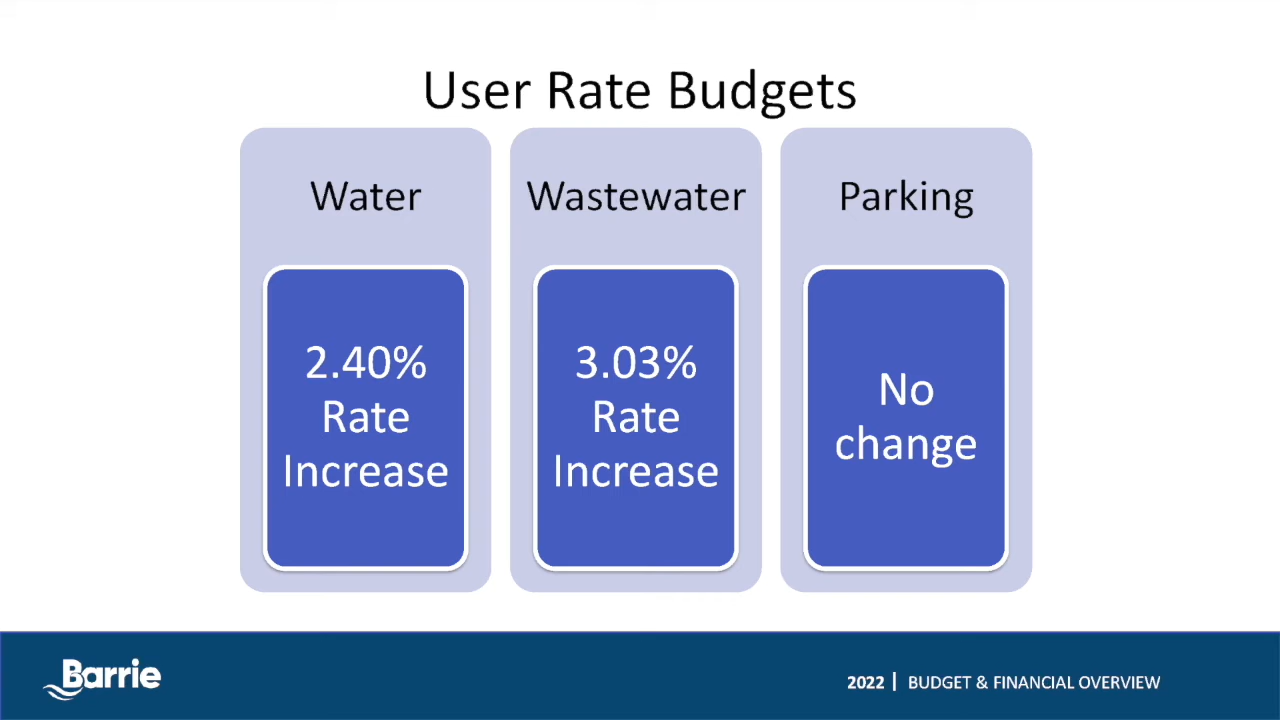 User Rate Budgets
Water
2.40%
Rate
Increase
Wastewater
3.03%
Rate
Increase
Parking
No
change
Barrie
2022 | BUDGET & FINANCIAL OVERVIEW